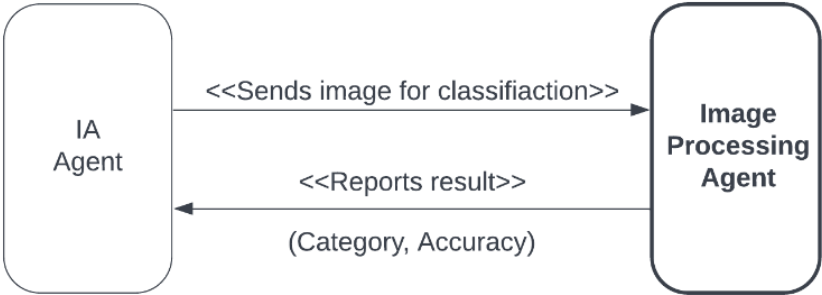 IA
Agent
<<Sends image for classifiaction>>
<<Reports result>>
(Category, Accuracy)
Image
Processing
Agent